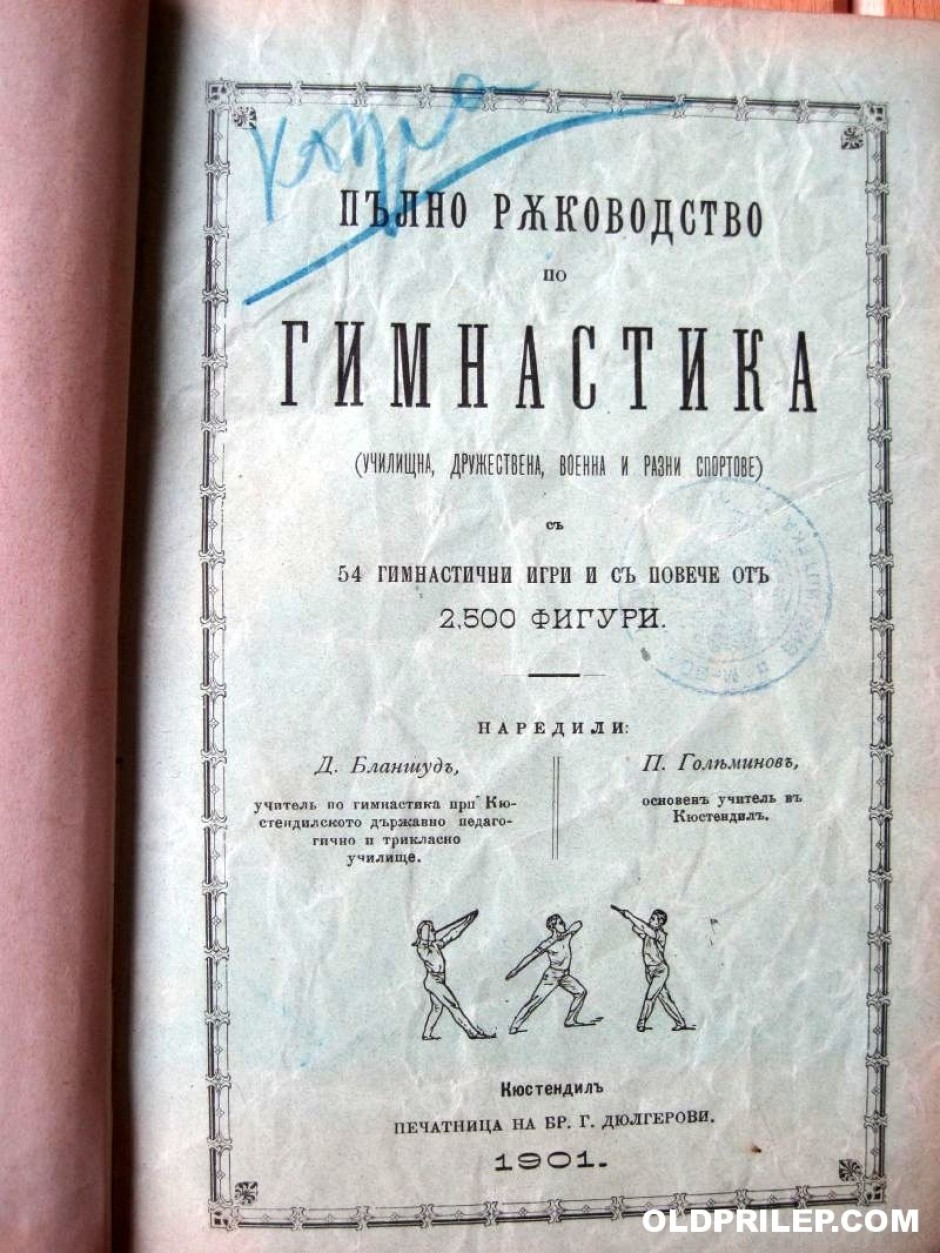 ПЪЛНО РѪКОВОДСТВО
ПО
ГИМНАСТИКА
(УЧИЛИЩНА, ДРУЖЕСТВЕНА, ВОЕННА И РАЗНИ СПОРТОВЕ)
СЪ
54 ГИМНАСТИЧНИ ИГРИ И СЪ ПОВЕЧЕ ОТЪ
2,500 ФИГУРИ.
НАРЕДИЛИ:
Д. Бланшудъ,
учитель по гимнастика при Кю-
стендилското държавно педаго-
гично и трикласно
училище.
П. Голѣминовъ,
основенъ учитель въ
Кюстендилъ.
Кюстендилъ
ПЕЧАТНИЦА НА БР. Г. ДЮЛГЕРОВИ.
1901.
OLDPRILEP.COM